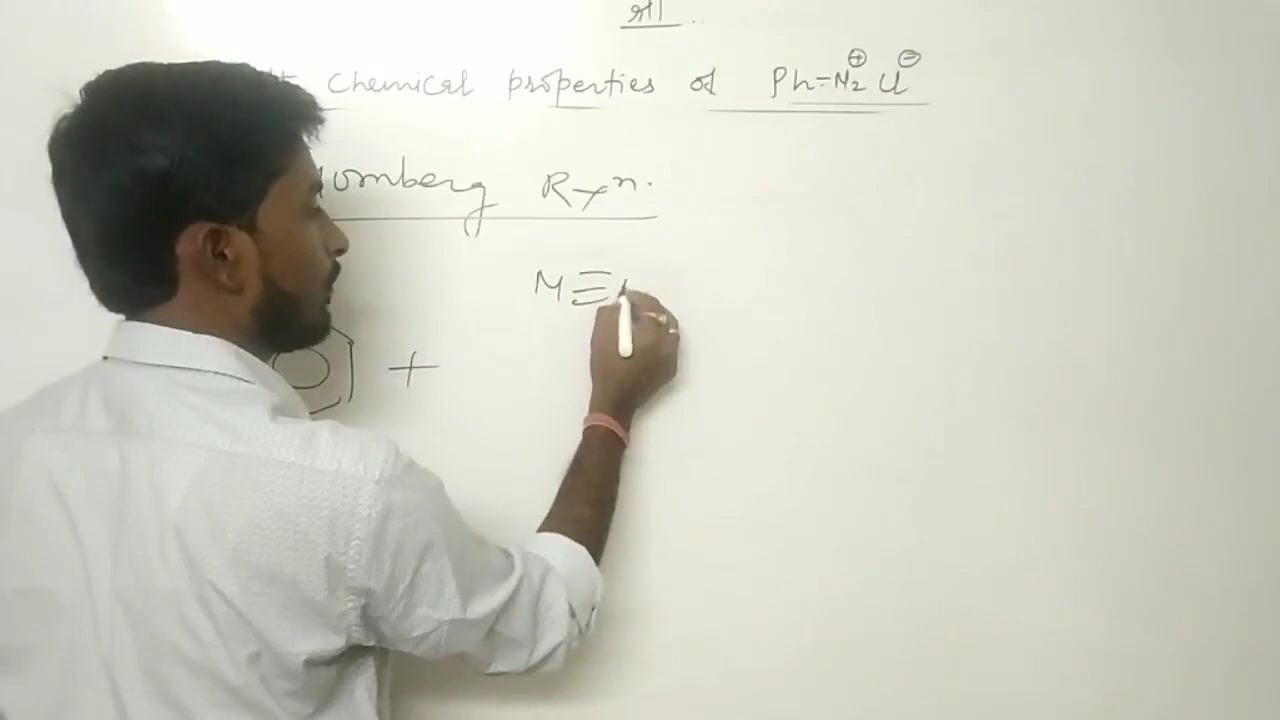 श्री
Chemical properties of Ph-N₂⊕ Cl⊖
omberg Rxn.
N≡
+